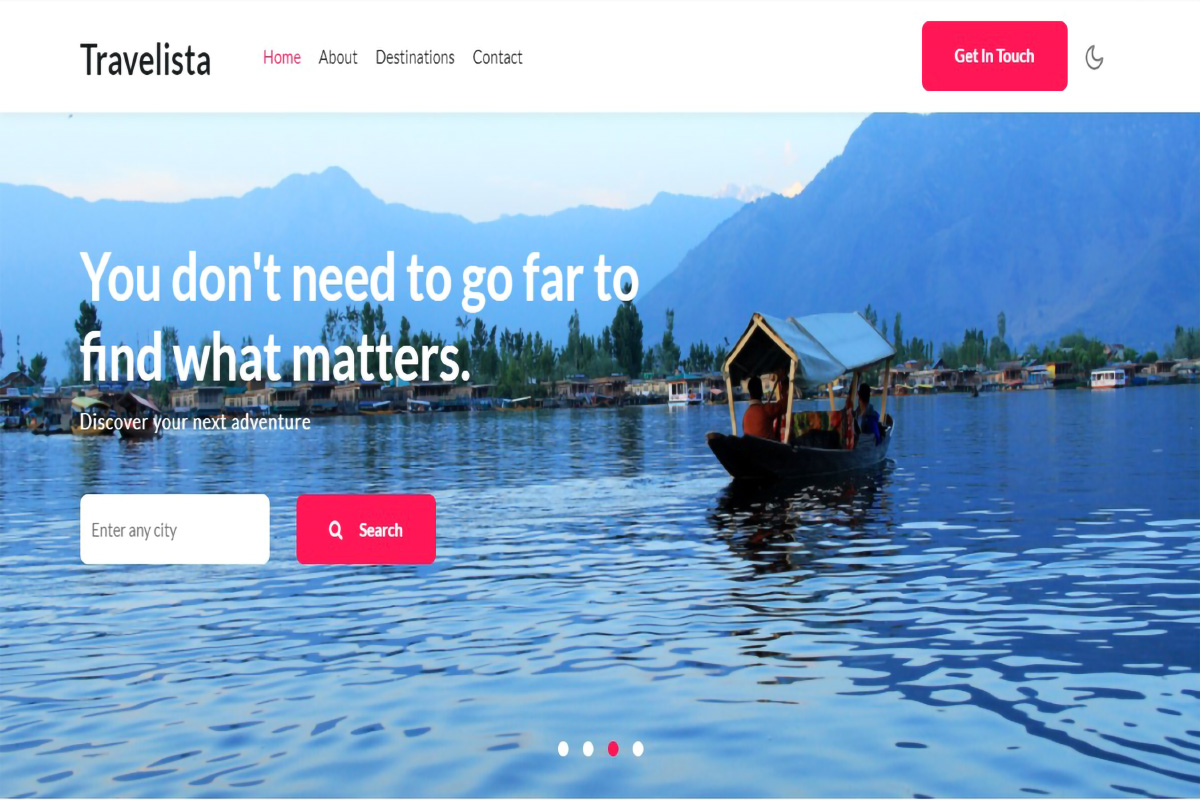 Travelista
Home About Destinations Contact
Get In Touch
You don't need to go far to
find what matters.
Discover your next adventure
Enter any city
Search